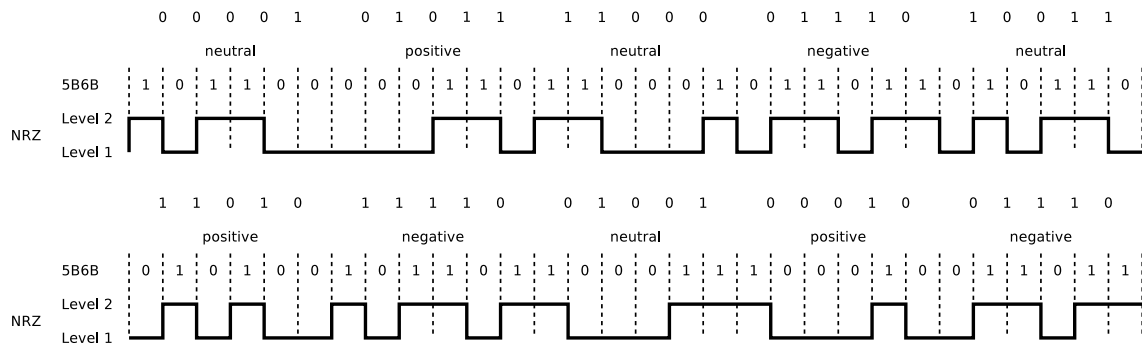 0 0 0 0 1 0 1 0 1 1 1 1 0 0 0 0 1 1 1 0 1 0 0 1 1
neutral positive neutral negative neutral
5B6B 1 0 1 1 0 0 0 0 0 1 1 0 1 1 0 0 0 1 0 1 1 0 1 1 0 1 0 1 1 0
Level 2
NRZ
Level 1
1 1 0 1 0 1 1 1 1 0 0 1 0 0 1 0 0 0 1 0 0 1 1 1 0
positive negative neutral positive negative
5B6B 0 1 0 1 0 0 1 0 1 1 0 1 1 0 0 0 1 1 1 0 0 0 1 0 0 1 1 0 1 1
Level 2
NRZ
Level 1